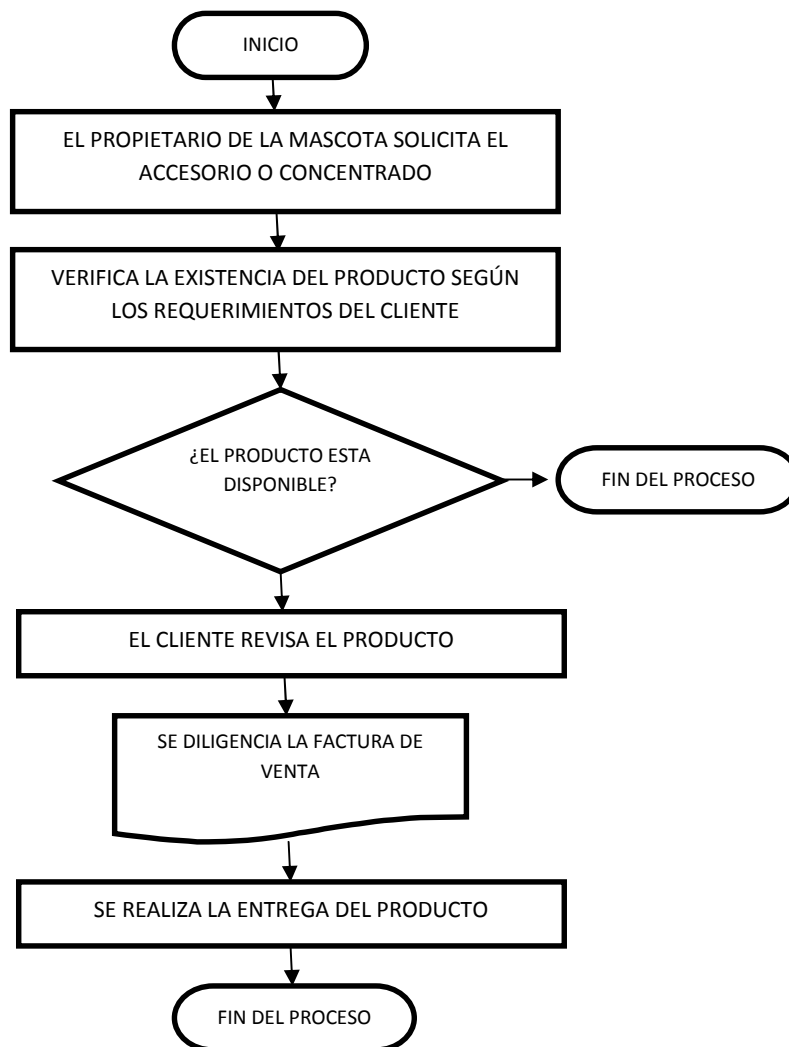 INICIO
EL PROPIETARIO DE LA MASCOTA SOLICITA EL
ACCESORIO O CONCENTRADO
VERIFICA LA EXISTENCIA DEL PRODUCTO SEGÚN
LOS REQUERIMIENTOS DEL CLIENTE
¿EL PRODUCTO ESTA
DISPONIBLE?
FIN DEL PROCESO
EL CLIENTE REVISA EL PRODUCTO
SE DILIGENCIA LA FACTURA DE
VENTA
SE REALIZA LA ENTREGA DEL PRODUCTO
FIN DEL PROCESO